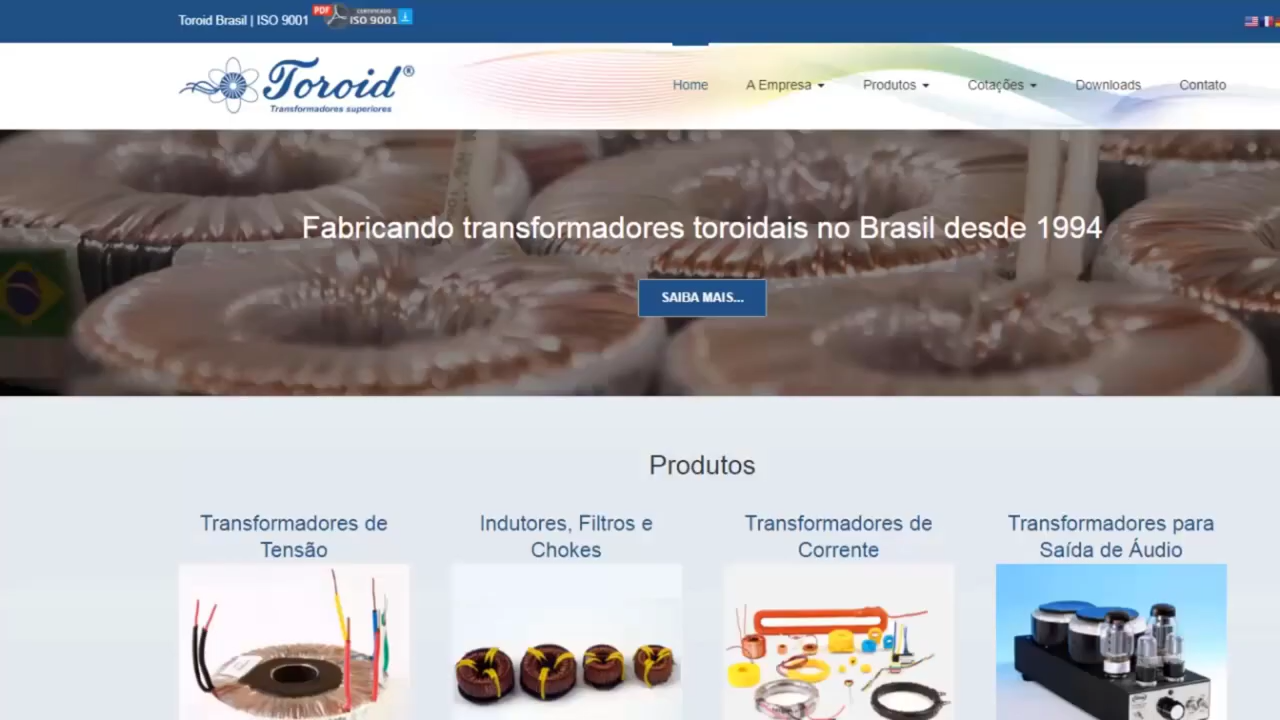 Toroid Brasil | ISO 9001
PDF
CERTIFICADO
ISO 9001
Toroid®
Transformadores superiores
Home
A Empresa
Produtos
Cotações
Downloads
Contato
Fabricando transformadores toroidais no Brasil desde 1994
SAIBA MAIS...
Produtos
Transformadores de
Tensão
Indutores, Filtros e
Chokes
Transformadores de
Corrente
Transformadores para
Saída de Áudio